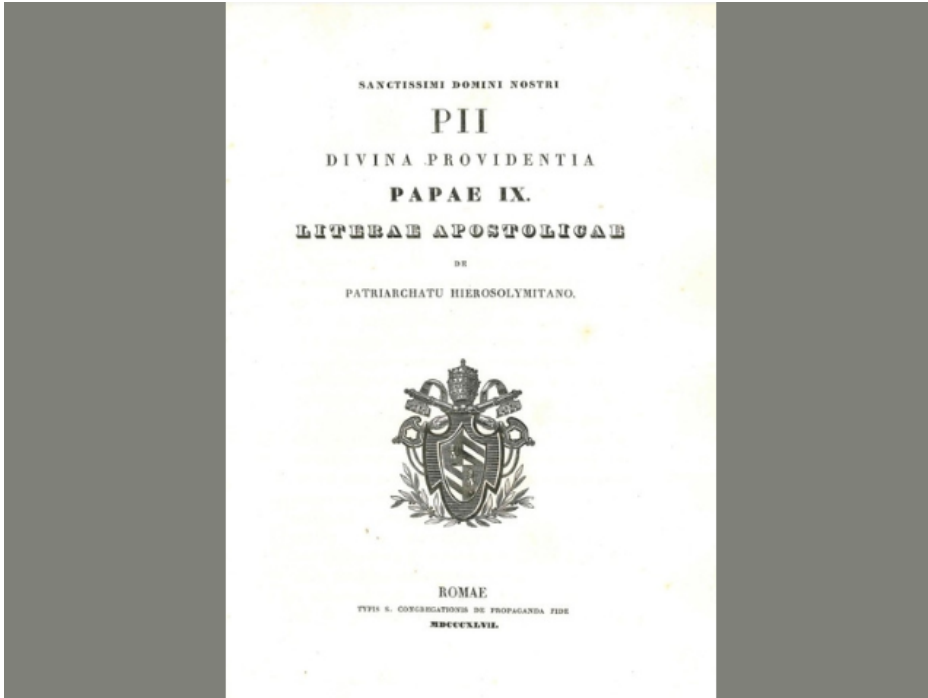 SANCTISSIMI DOMINI NOSTRI
PII
DIVINA PROVIDENTIA
PAPAE IX.
LITERAE APOSTOLICAE
DE
PATRIARCHATU HIEROSOLYMITANO.
ROMAE
TYPIS S. CONGREGATIONIS DE PROPAGANDA FIDE
MDCCCXLVII.